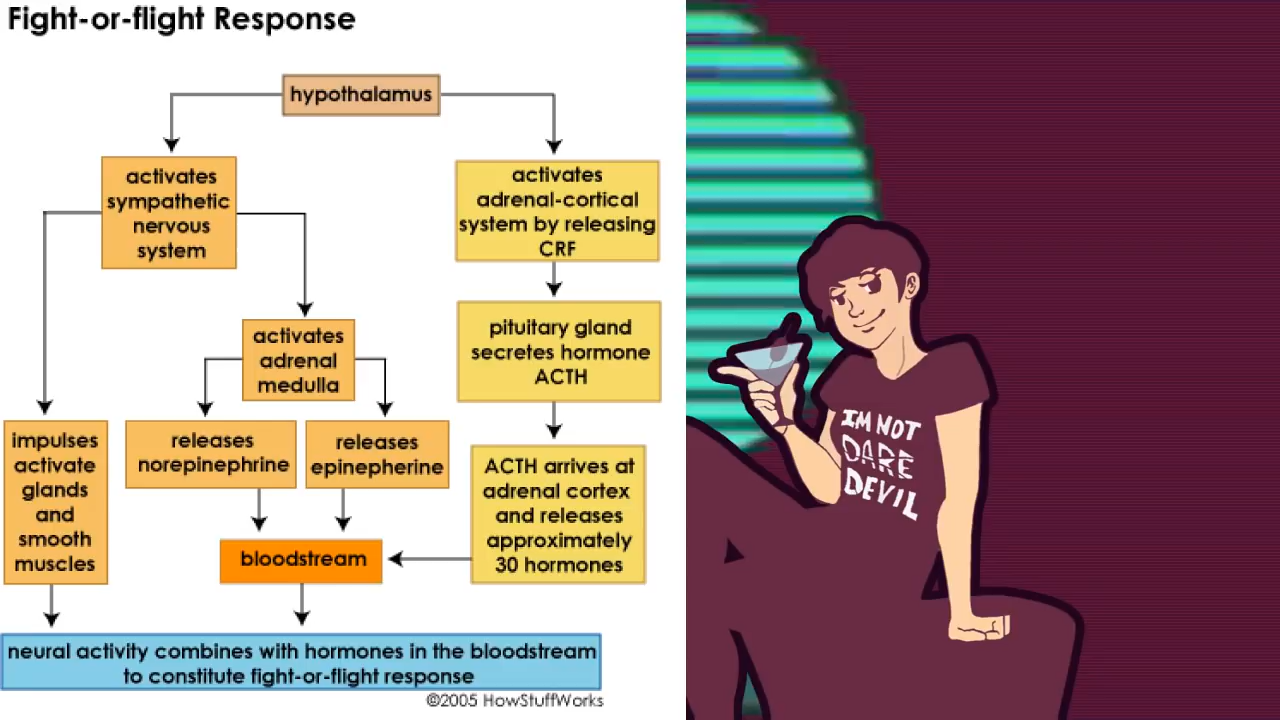 Fight-or-flight Response
hypothalamus
activates
sympathetic
nervous
system
activates
adrenal-cortical
system by releasing
CRF
activates
adrenal
medulla
pituitary gland
secretes hormone
ACTH
impulses
activate
glands
and
smooth
muscles
releases
norepinephrine
releases
epinepherine
ACTH arrives at
adrenal cortex
and releases
approximately
30 hormones
bloodstream
neural activity combines with hormones in the bloodstream
to constitute fight-or-flight response
©2005 HowStuffWorks
IM NOT
DARE
DEVIL